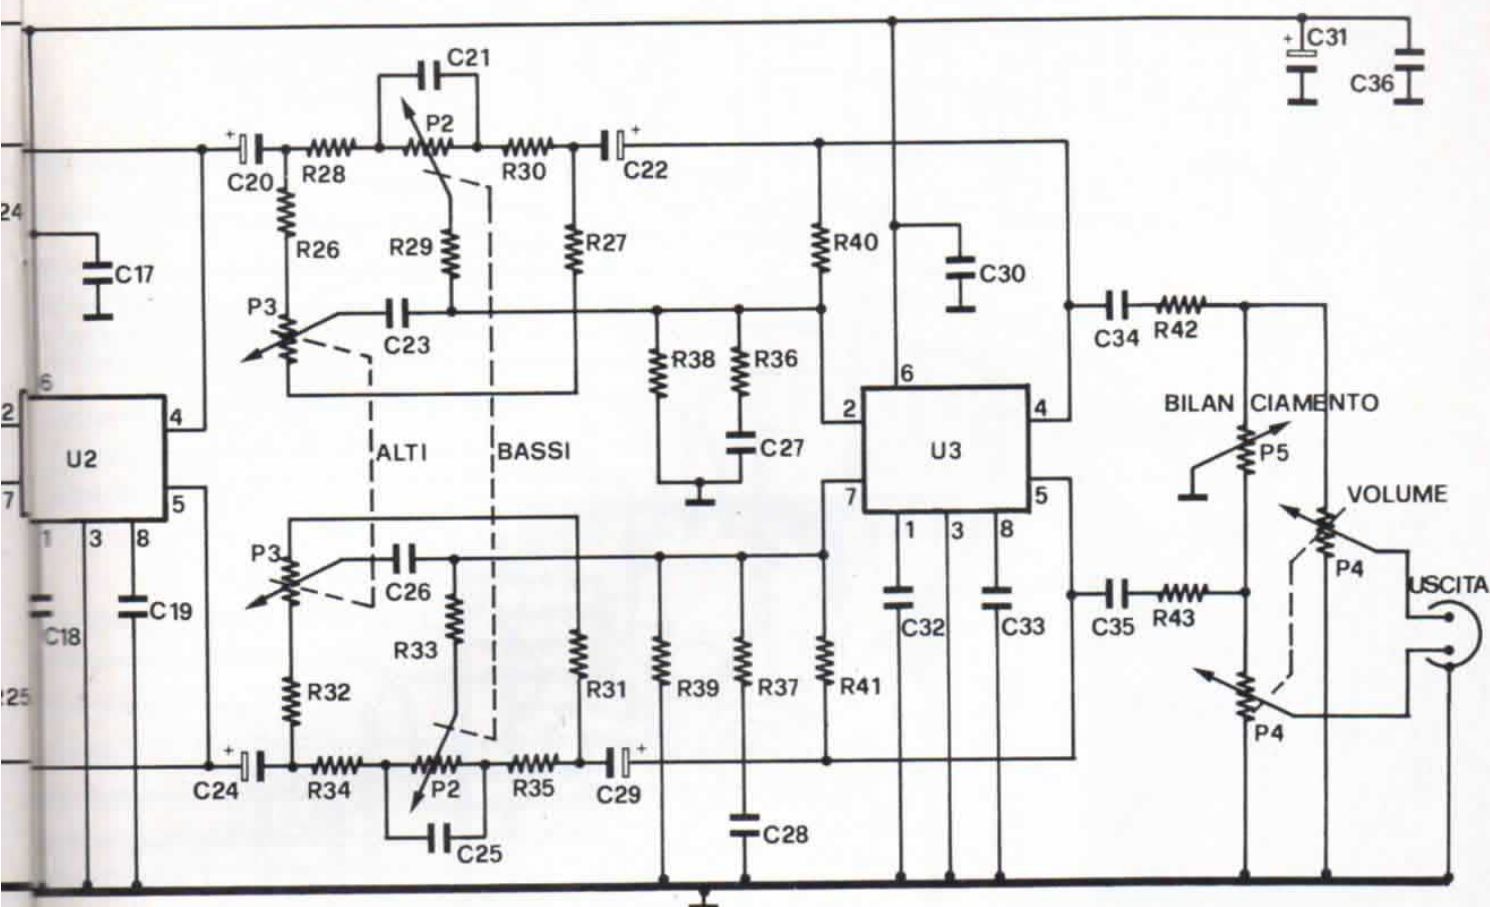 C21
+ C31
C36
P2
+
+
C20
R28
R30
C22
24
R26
R29
R27
R40
C17
C30
P3
C23
R38
R36
C34
R42
6
6
2
4
2
4
BILAN CIAMENTO
U2
ALTI
BASSI
C27
U3
P5
7
5
7
5
VOLUME
1
3
8
1
3
8
P3
C26
P4
USCITA
C18
C19
R33
C32
C33
C35
R43
25
R32
R31
R39
R37
R41
+
+
P4
C24
R34
P2
R35
C29
C28
C25